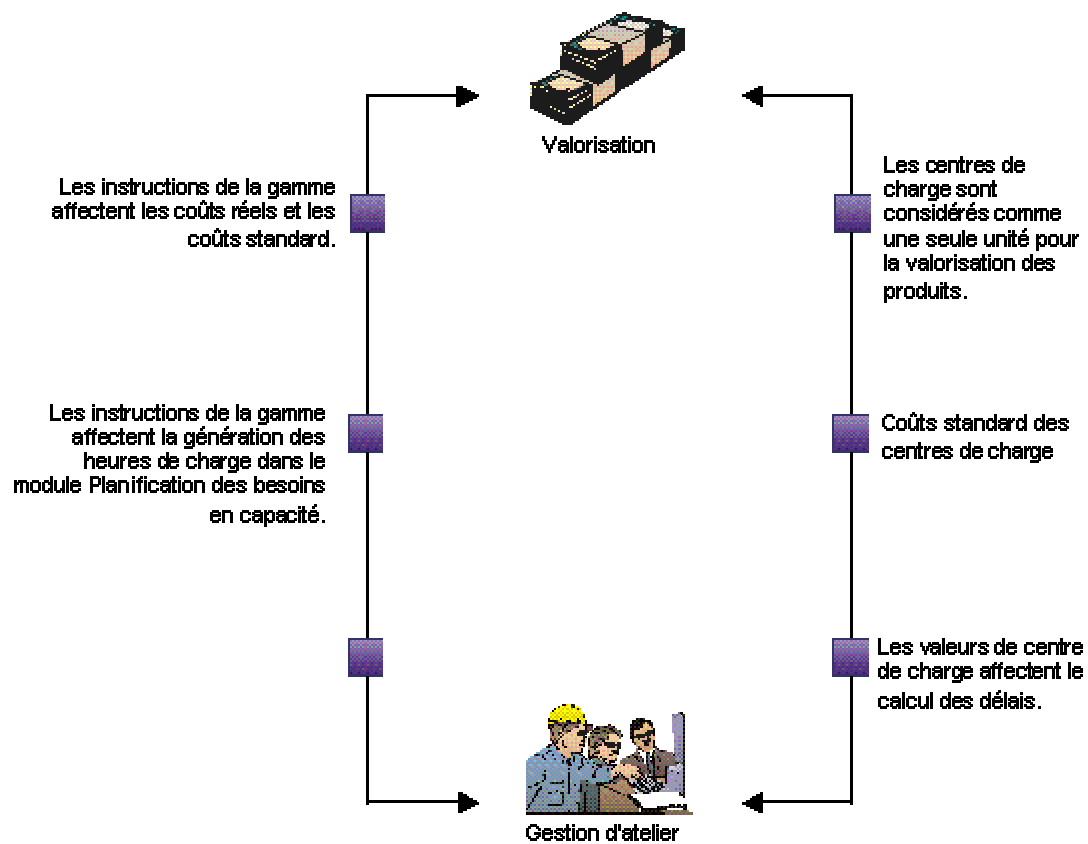 Valorisation
Les instructions de la gamme
affectent les coûts réels et les
coûts standard.
Les centres de
charge sont
considérés comme
une seule unité pour
la valorisation des
produits.
Les instructions de la gamme
affectent la génération des
heures de charge dans le
module Planification des besoins
en capacité.
Coûts standard des
centres de charge
Les valeurs de centre
de charge affectent le
calcul des délais.
Gestion d'atelier